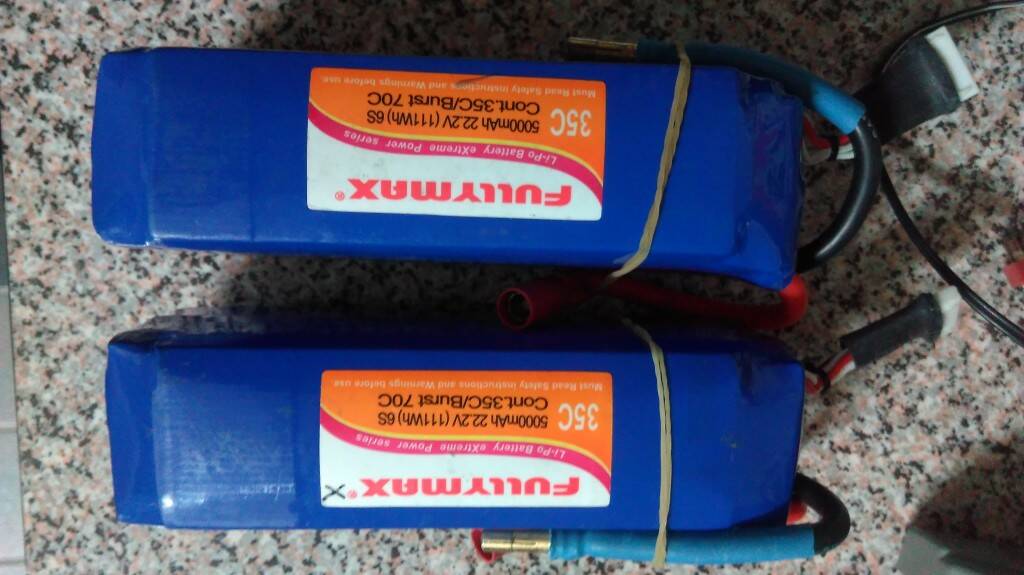 FULLYMAX®
Li-Po Battery eXtreme Power series
35C
5000mAh 22.2V (111WH) 6S
Cont.35C/Burst 70C
Must Read Safety Instructions and Warnings before use.
FULLYMAX® X
Li-Po Battery eXtreme Power series
35C
5000mAh 22.2V (111Wh) 6S
Cont.35C/Burst 70C
Must Read Safety Instructions and Warnings before use.